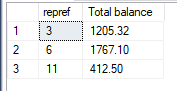 repref Total balance
1 3 1205.32
2 6 1767.10
3 11 412.50